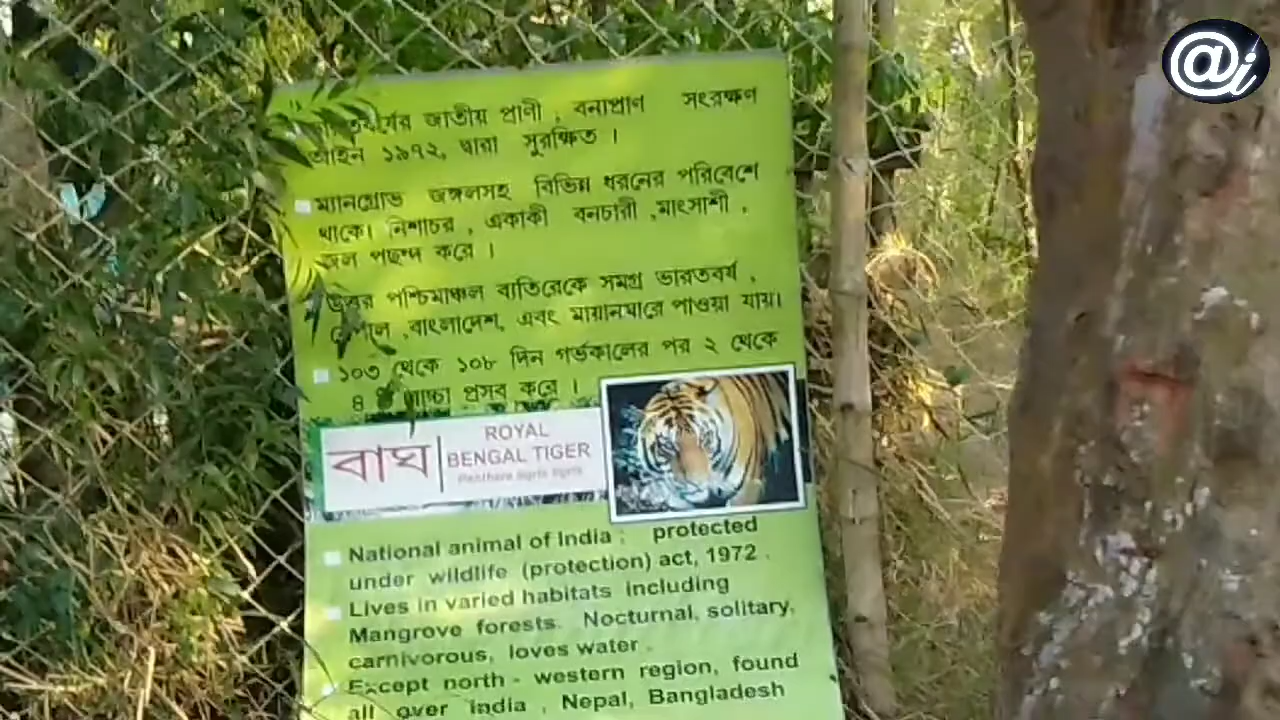 জাতীয় প্রাণী , বন্যপ্রাণ সংরক্ষণ
আইন ১৯৭২, দ্বারা সুরক্ষিত ।
ম্যানগ্রোভ জঙ্গলসহ বিভিন্ন ধরনের পরিবেশে
থাকে। নিশাচর , একাকী বনচারী ,মাংসাশী ,
জল পছন্দ করে ।
উত্তর পশ্চিমাঞ্চল ব্যতিরেকে সমগ্র ভারতবর্ষ ,
নেপাল ,বাংলাদেশ, এবং মায়ানমারে পাওয়া যায়।
১০৩ থেকে ১০৮ দিন গর্ভকালের পর ২ থেকে
৪ প্রসব করে ।
বাঘ
ROYAL
BENGAL TIGER
Panthera tigris tigris
National animal of India ; protected
under wildlife (protection) act, 1972 .
Lives in varied habitats including
Mangrove forests. Nocturnal, solitary,
carnivorous, loves water .
Except north - western region, found
all over India , Nepal, Bangladesh
@i